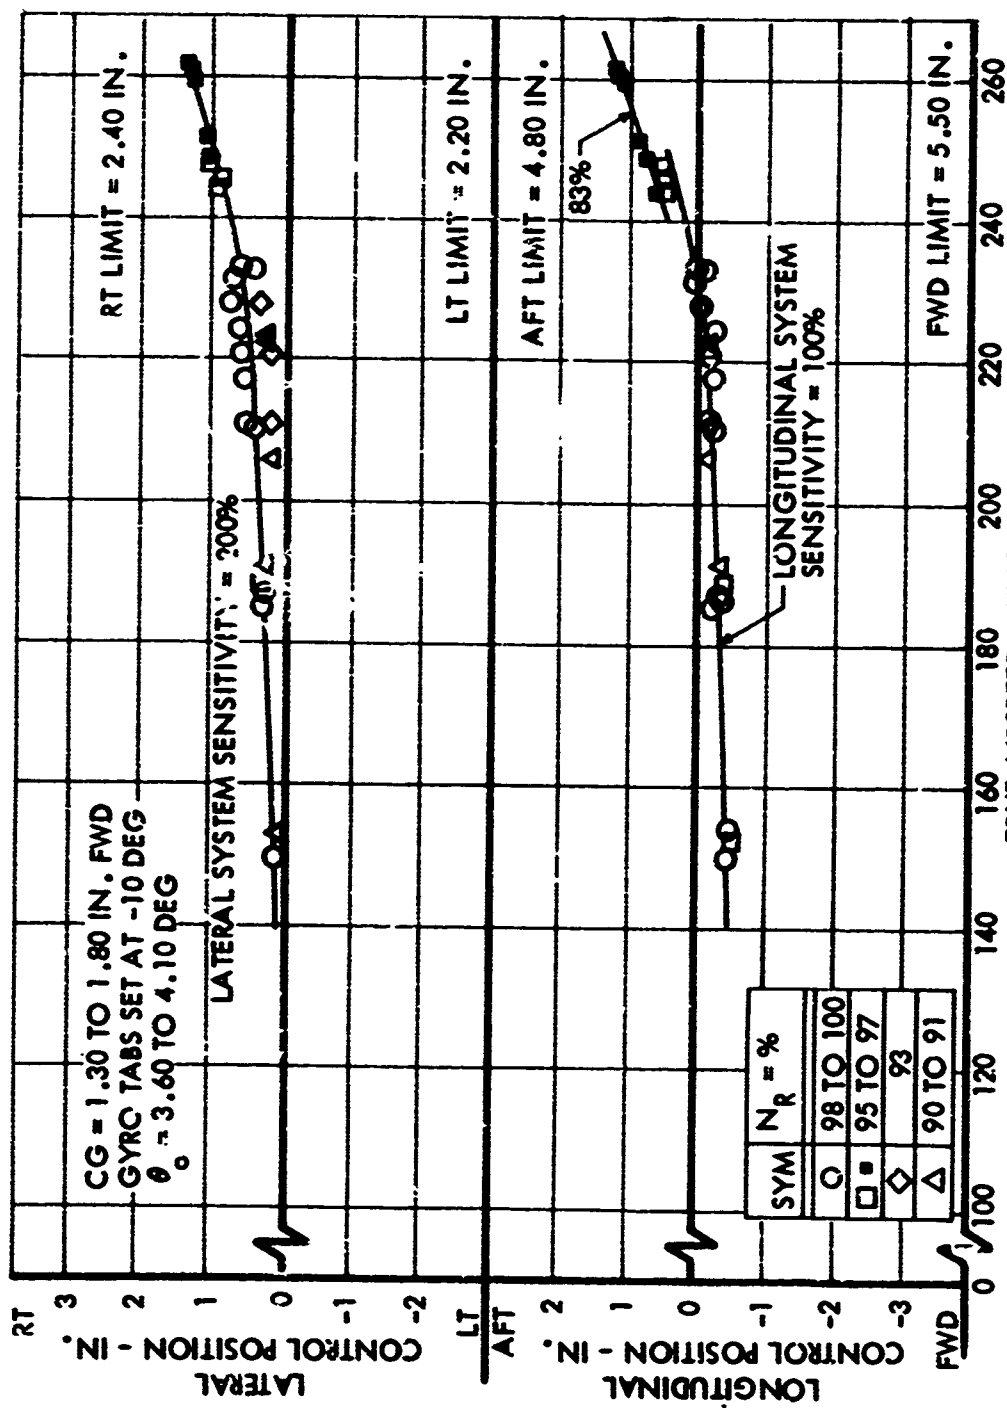 RT
3
2
1
0
-1
-2
LT
LATERAL
CONTROL POSITION - IN.
CG = 1.30 TO 1.80 IN. FWD
GYRO TABS SET AT -10 DEG
θo = 3.60 TO 4.10 DEG
LATERAL SYSTEM SENSITIVITY = 200%
RT LIMIT = 2.40 IN.
LT LIMIT = 2.20 IN.
AFT
2
1
0
-1
-2
-3
FWD
LONGITUDINAL
CONTROL POSITION - IN.
AFT LIMIT = 4.80 IN.
83%
LONGITUDINAL SYSTEM
SENSITIVITY = 100%
FWD LIMIT = 5.50 IN.
SYM NR = %
98 TO 100
95 TO 97
93
90 TO 91
0 100 120 140 160 180 200 220 240 260